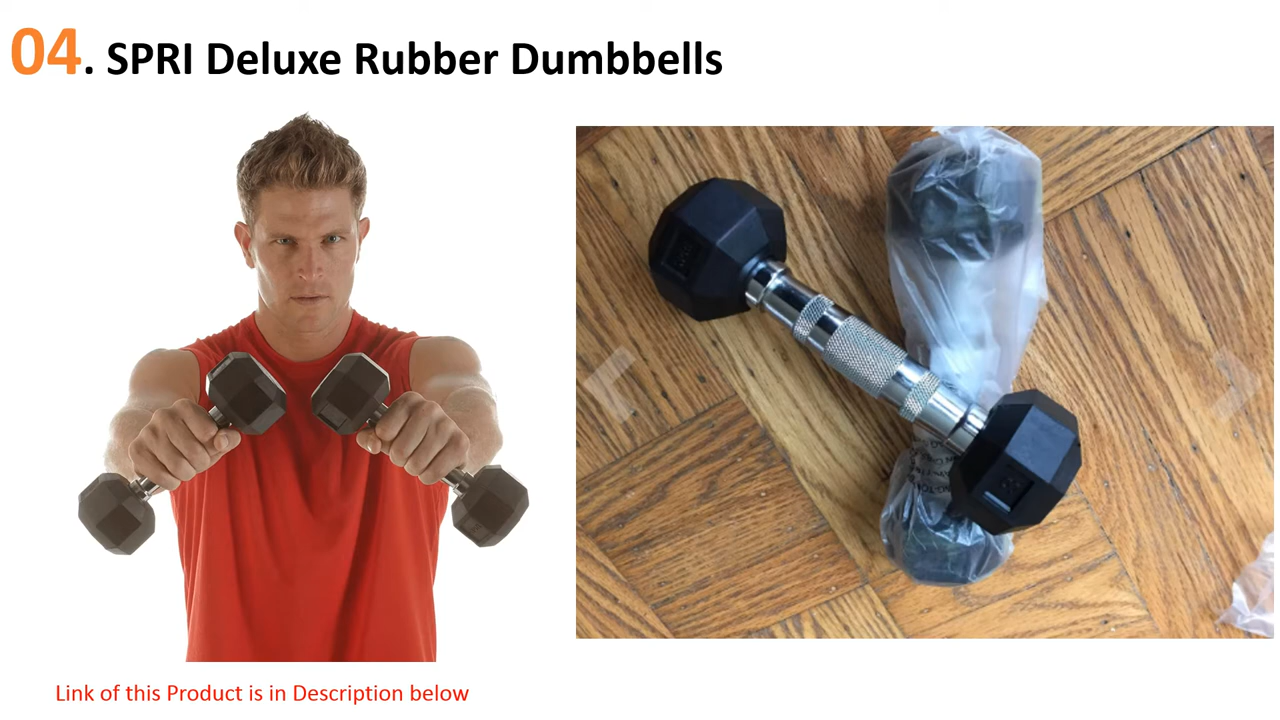 04. SPRI Deluxe Rubber Dumbbells
Link of this Product is in Description below